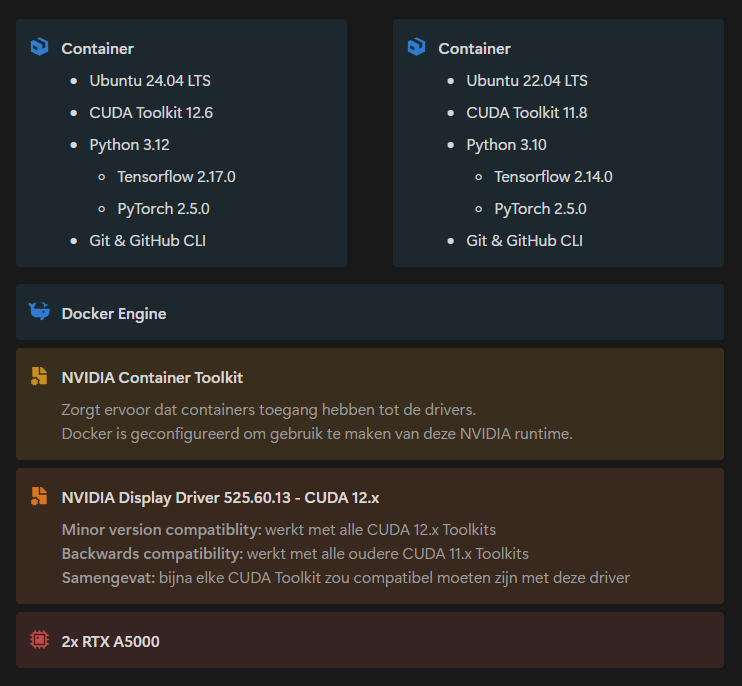 Container
Ubuntu 24.04 LTS
CUDA Toolkit 12.6
Python 3.12
Tensorflow 2.17.0
PyTorch 2.5.0
Git & GitHub CLI
Container
Ubuntu 22.04 LTS
CUDA Toolkit 11.8
Python 3.10
Tensorflow 2.14.0
PyTorch 2.5.0
Git & GitHub CLI
Docker Engine
NVIDIA Container Toolkit
Zorgt ervoor dat containers toegang hebben tot de drivers.
Docker is geconfigureerd om gebruik te maken van deze NVIDIA runtime.
NVIDIA Display Driver 525.60.13 - CUDA 12.x
Minor version compatiblity: werkt met alle CUDA 12.x Toolkits
Backwards compatibility: werkt met alle oudere CUDA 11.x Toolkits
Samengevat: bijna elke CUDA Toolkit zou compatibel moeten zijn met deze driver
2x RTX A5000